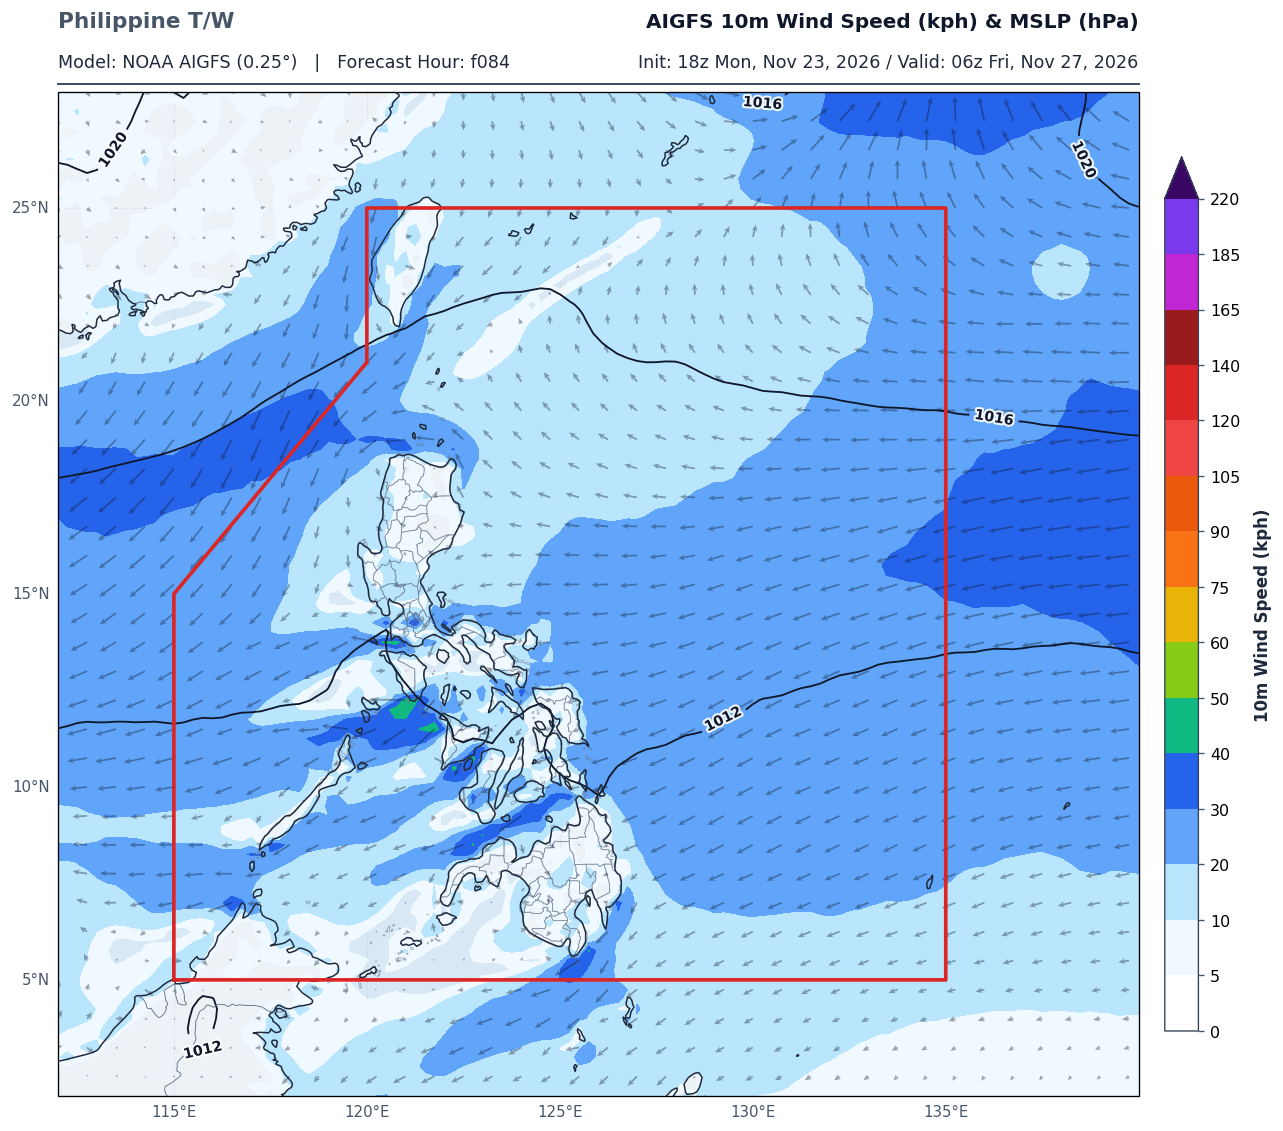 Philippine T/W
AIGFS 10m Wind Speed (kph) & MSLP (hPa)
Model: NOAA AIGFS (0.25°) | Forecast Hour: f084
Init: 18z Mon, Nov 23, 2026 / Valid: 06z Fri, Nov 27, 2026
1016
1020
1020
25°N
220
185
165
140
20°N
1016
120
105
90
75
15°N
60
50
1012
40
10°N
30
20
10
5°N
5
0
1012
10m Wind Speed (kph)
115°E
120°E
125°E
130°E
135°E